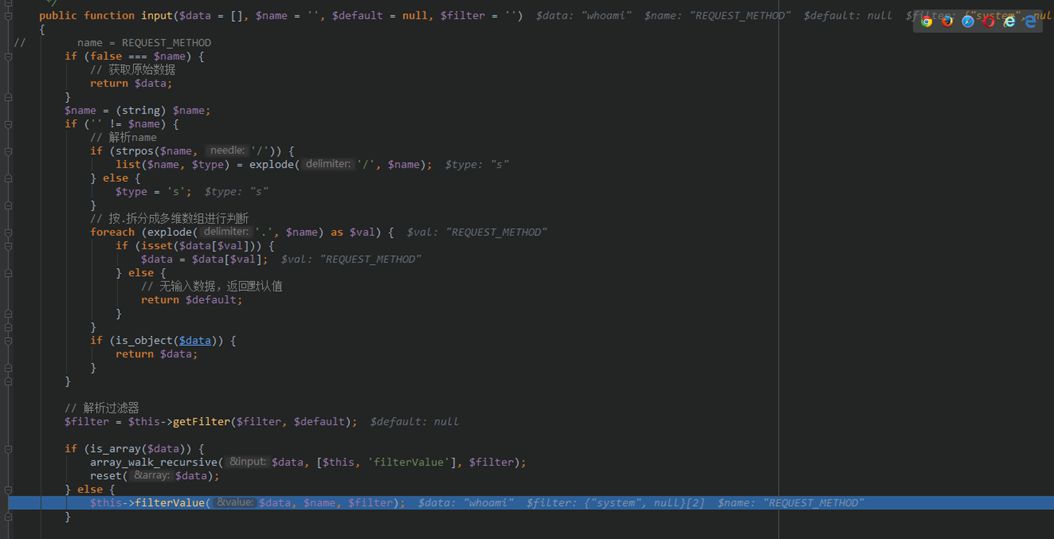 */
public function input($data = [], $name = '', $default = null, $filter = '')  $data: "whoami"  $name: "REQUEST_METHOD"  $default: null  $filter: {"system", nul
{
//        name = REQUEST_METHOD
if (false === $name) {
// 获取原始数据
return $data;
}
$name = (string) $name;
if ('' != $name) {
// 解析name
if (strpos($name, needle: '/')) {
list($name, $type) = explode( delimiter: '/', $name);  $type: "s"
} else {
$type = 's';  $type: "s"
}
// 按.拆分成多维数组进行判断
foreach (explode( delimiter: '.', $name) as $val) {  $val: "REQUEST_METHOD"
if (isset($data[$val])) {
$data = $data[$val];  $val: "REQUEST_METHOD"
} else {
// 无输入数据，返回默认值
return $default;
}
}
if (is_object($data)) {
return $data;
}
}
// 解析过滤器
$filter = $this->getFilter($filter, $default);  $default: null
if (is_array($data)) {
array_walk_recursive( &input: $data, [$this, 'filterValue'], $filter);
reset( &array: $data);
} else {
$this->filterValue( &value: $data, $name, $filter);  $data: "whoami"  $filter: {"system", null}[2]  $name: "REQUEST_METHOD"
}